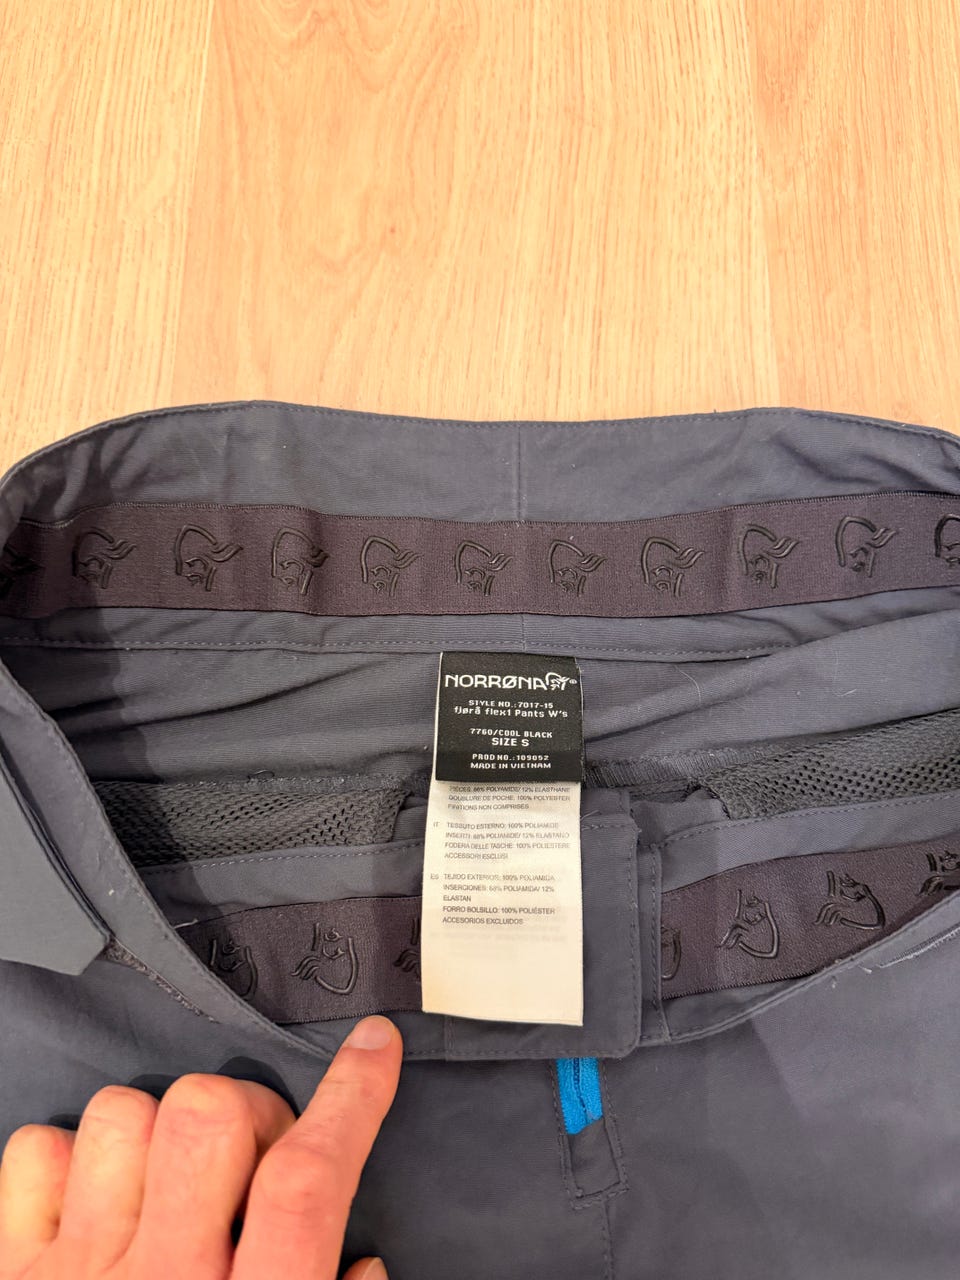 NORRØNA®
STYLE NO.:7017-15
fjørå flex1 Pants W's
7760/COOL BLACK
SIZE S
PROD NO.:109052
MADE IN VIETNAM
PIÈCES: 88% POLYAMIDE/ 12% ELASTHANE
DOUBLURE DE POCHE: 100% POLYESTER
FINITIONS NON COMPRISES
IT TESSUTO ESTERNO: 100% POLIAMIDE
INSERTI: 88% POLIAMIDE/ 12% ELASTANO
FODERA DELLE TASCHE: 100% POLIESTERE
ACCESSORI ESCLUSI
ES TEJIDO EXTERIOR: 100% POLIAMIDA
INSERCIONES: 88% POLIAMIDA/ 12%
ELASTAN
FORRO BOLSILLO: 100% POLIÉSTER
ACCESORIOS EXCLUIDOS